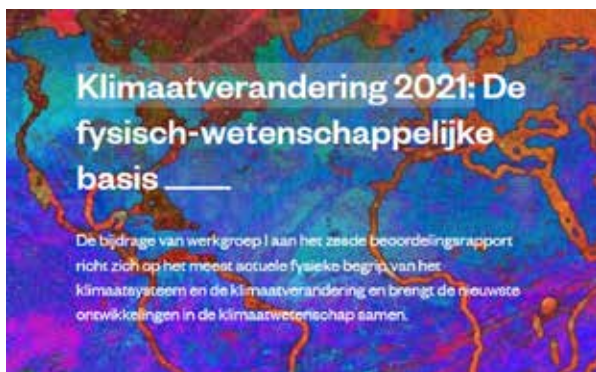 Klimaatverandering 2021: De
fysisch-wetenschappelijke
basis
De bijdrage van werkgroep I aan het zesde beoordelingsrapport
richt zich op het meest actuele fysieke begrip van het
klimaatsysteem en de klimaatverandering en brengt de nieuwste
ontwikkelingen in de klimaatwetenschap samen.